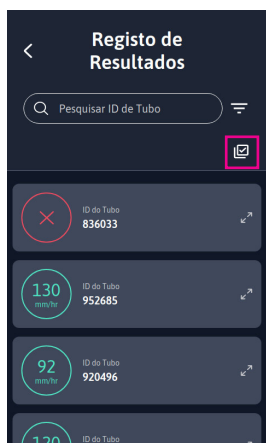 Registo de
Resultados
Pesquisar ID de Tubo
ID do Tubo
836033
130
mm/hr
ID do Tubo
952685
92
mm/hr
ID do Tubo
920496
120
ID do Tubo